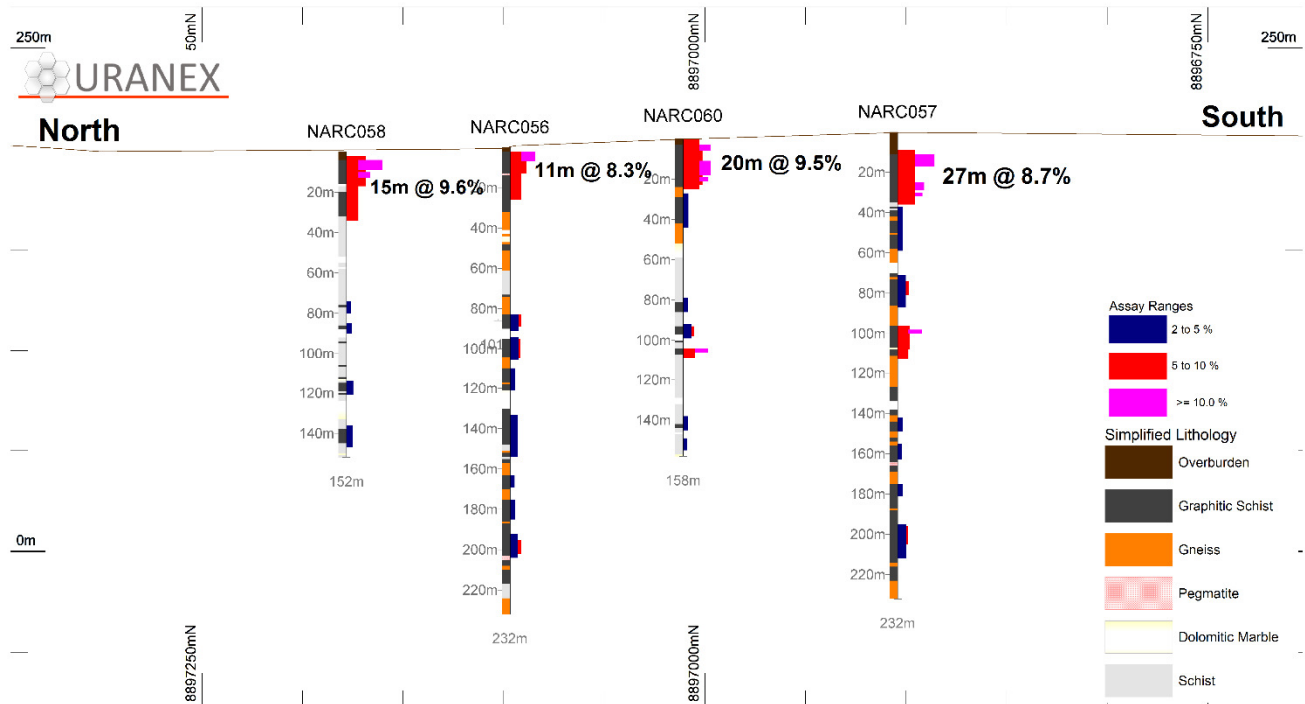 250m
50mN
8897000mN
8896750mN
250m
URANEX
North
South
NARC058
NARC056
NARC060
NARC057
15m @ 9.6%
11m @ 8.3%
20m @ 9.5%
27m @ 8.7%
20m
40m
60m
80m
100m
120m
140m
152m
20m
40m
60m
80m
101
100m
120m
140m
160m
180m
200m
220m
232m
20m
40m
60m
80m
100m
120m
140m
158m
20m
40m
60m
80m
100m
120m
140m
160m
180m
200m
220m
232m
Assay Ranges
2 to 5 %
5 to 10 %
>= 10.0 %
Simplified Lithology
Overburden
Graphitic Schist
Gneiss
Pegmatite
Dolomitic Marble
Schist
0m
8897250mN
8897000mN